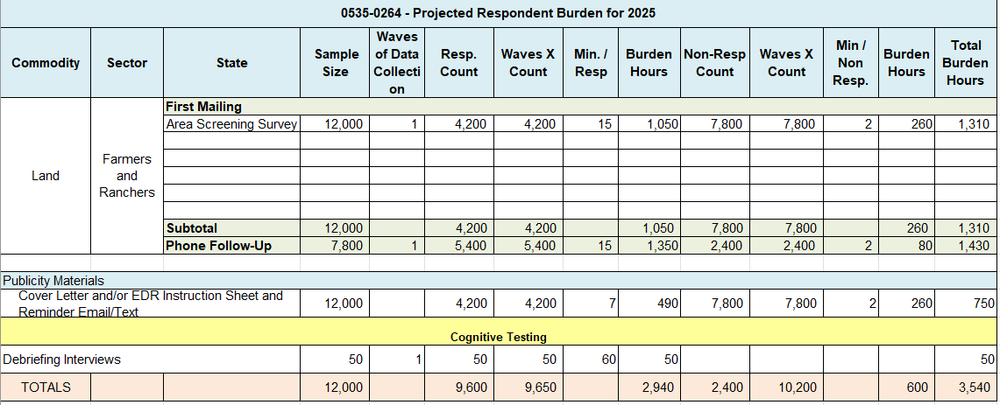 0535-0264 - Projected Respondent Burden for 2025
Commodity Sector State Sample Size Waves of Data Collecti on Resp. Count Waves X Count Min. / Resp Burden Hours Non-Resp Count Waves X Count Min / Non Resp. Burden Hours Total Burden Hours
Land Farmers and Ranchers
First Mailing
Area Screening Survey 12,000 1 4,200 4,200 15 1,050 7,800 7,800 2 260 1,310
Subtotal 12,000 4,200 4,200 1,050 7,800 7,800 260 1,310
Phone Follow-Up 7,800 1 5,400 5,400 15 1,350 2,400 2,400 2 80 1,430
Publicity Materials
Cover Letter and/or EDR Instruction Sheet and
Reminder Email/Text 12,000 4,200 4,200 7 490 7,800 7,800 2 260 750
Cognitive Testing
Debriefing Interviews 50 1 50 50 60 50 50
TOTALS 12,000 9,600 9,650 2,940 2,400 10,200 600 3,540